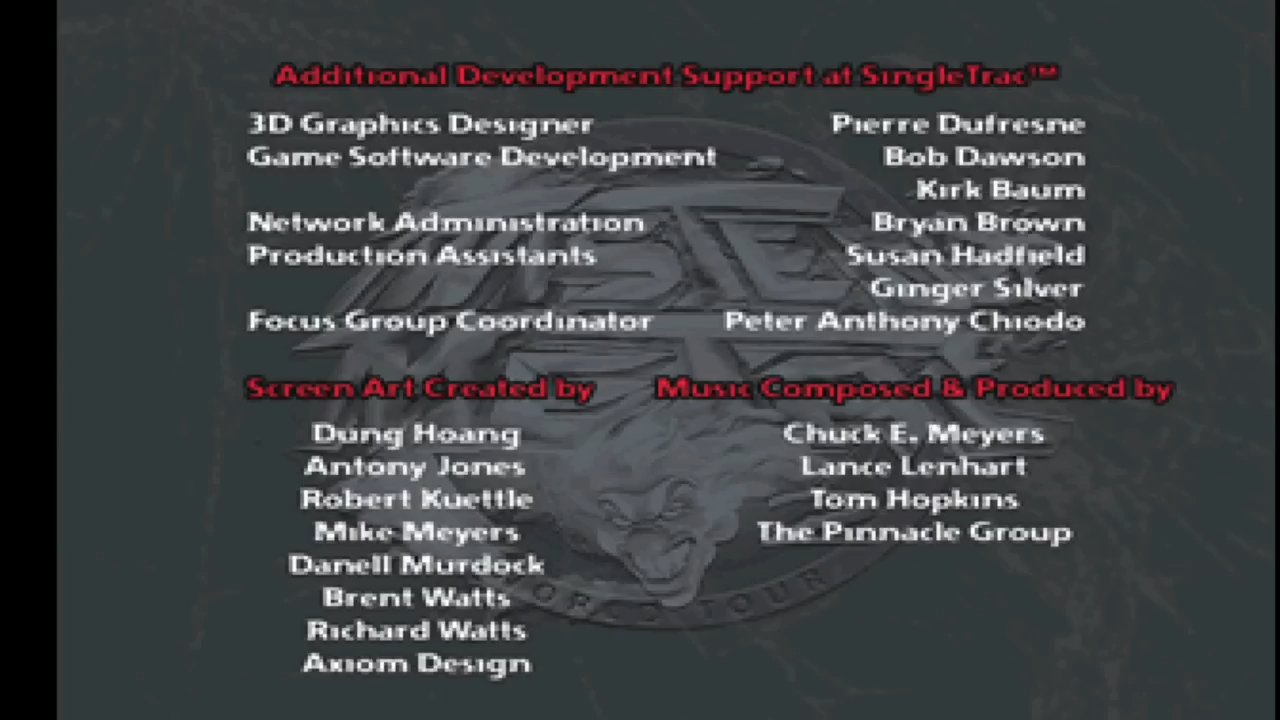 Additional Development Support at SingleTrac™
3D Graphics Designer Pierre Dufresne
Game Software Development Bob Dawson
Kirk Baum
Network Administration Bryan Brown
Production Assistants Susan Hadfield
Ginger Silver
Focus Group Coordinator Peter Anthony Chiodo
Screen Art Created by
Dung Hoang
Antony Jones
Robert Kuettle
Mike Meyers
Danell Murdock
Brent Watts
Richard Watts
Axiom Design
Music Composed & Produced by
Chuck E. Meyers
Lance Lenhart
Tom Hopkins
The Pinnacle Group
TOUR